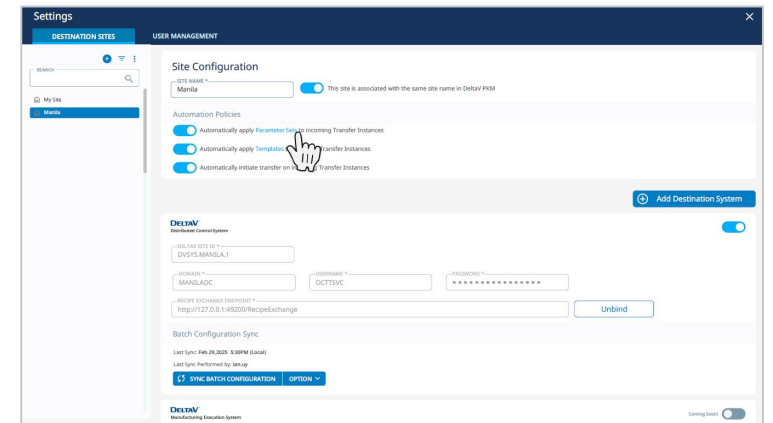 Settings
DESTINATION SITES
USER MANAGEMENT
SEARCH
My Site
Manila
Site Configuration
SITE NAME *
Manila
This site is associated with the same site name in DeltaV PKM
Automation Policies
Automatically apply Parameter Sets to incoming Transfer Instances
Automatically apply Templates Transfer Instances
Automatically initiate transfer on Transfer Instances
Add Destination System
DELTAV
Distributed Control System
DELTAV SITE ID *
DVSYS.MANILA.1
DOMAIN *
MANILADC
USERNAME *
OCTTSVC
PASSWORD *
RECIPE EXCHANGE ENDPOINT *
http://127.0.0.1:49200/RecipeExchange
Unbind
Batch Configuration Sync
Last Sync: Feb 29,2025 5:30PM (Local)
Last Sync Performed by: ian.uy
SYNC BATCH CONFIGURATION
OPTION
DELTAV
Manufacturing Execution System
Coming Soon!